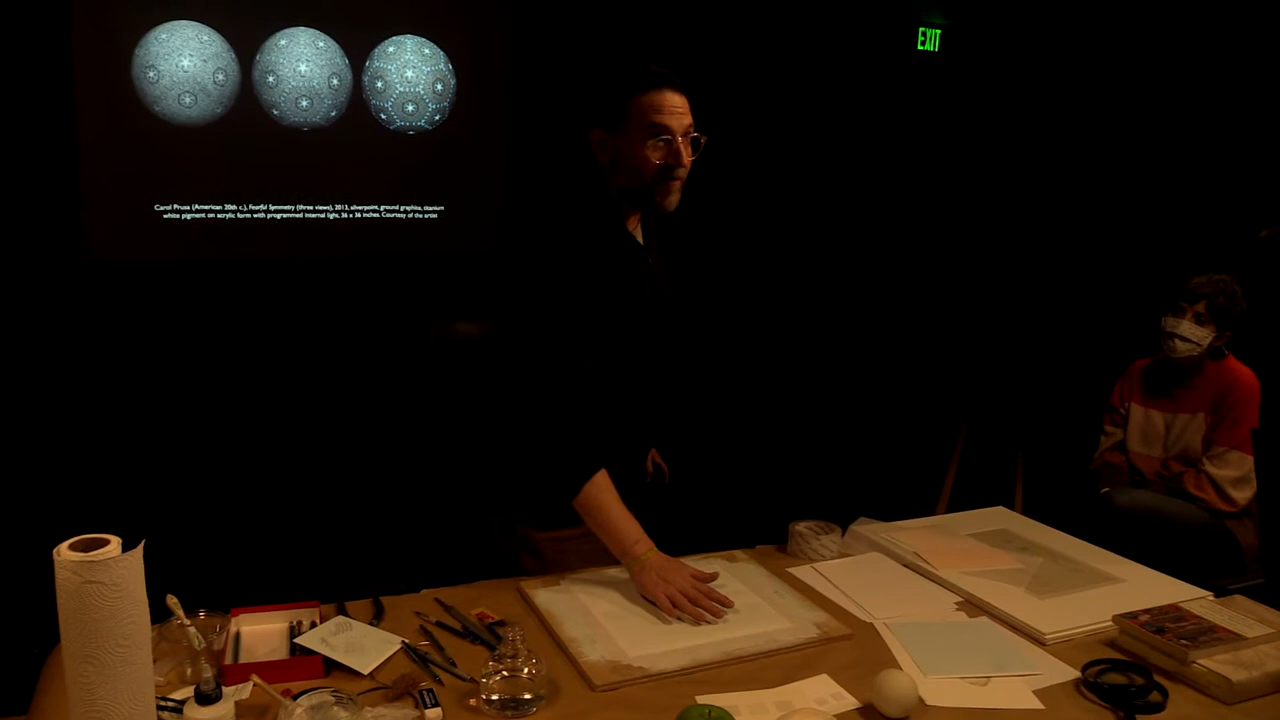 EXIT
Carol Prusa (American 20th c.), Fearful Symmetry (three views), 2013, silverpoint, ground graphite, titanium
white pigment on acrylic form with programmed internal light, 36 x 36 inches. Courtesy of the artist